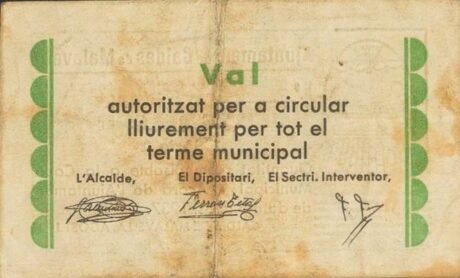 Val
autoritzat per a circular
lliurement per tot el
terme municipal
L'Alcalde, El Dipositari, El Sectri. Interventor,